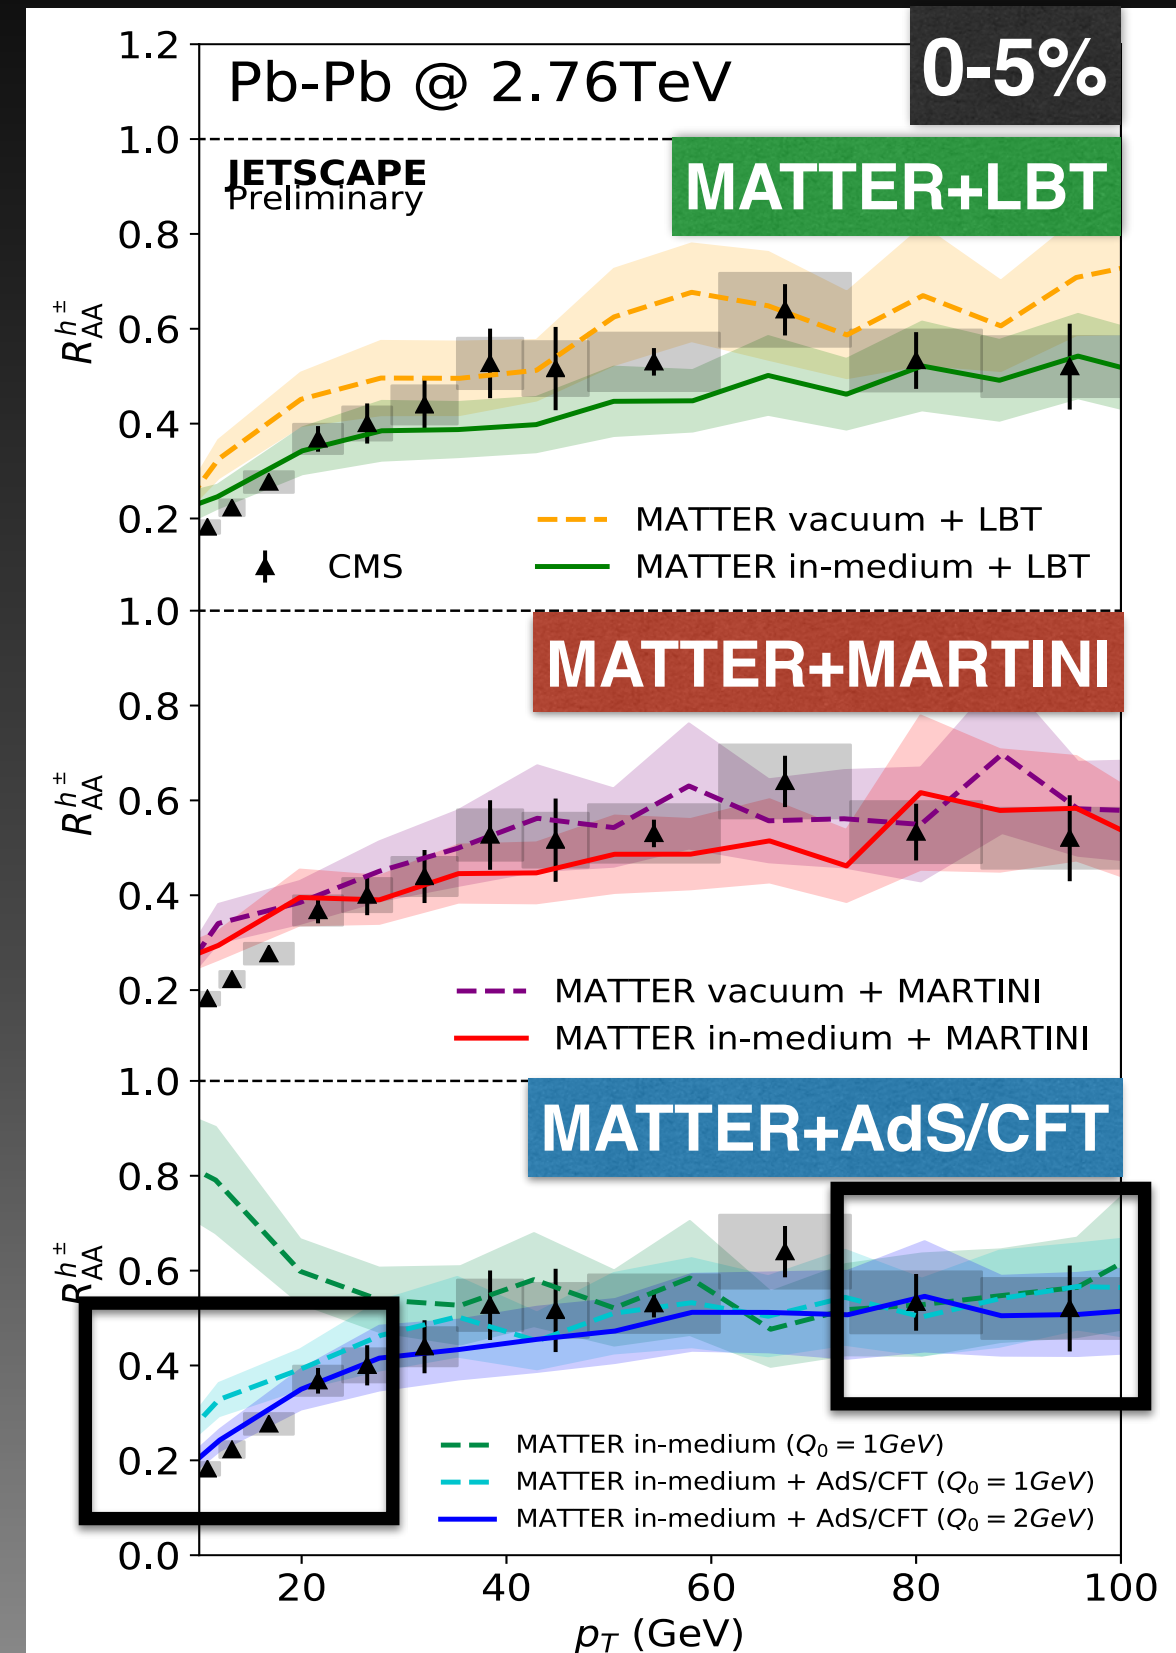 0-5%
1.2
Pb-Pb @ 2.76TeV
1.0
MATTER+LBT
JETSCAPE
Preliminary
0.8
R_AA^h±
0.6
0.4
0.2
MATTER vacuum + LBT
CMS
MATTER in-medium + LBT
1.0
MATTER+MARTINI
0.8
R_AA^h±
0.6
0.4
0.2
MATTER vacuum + MARTINI
MATTER in-medium + MARTINI
1.0
MATTER+AdS/CFT
0.8
R_AA^h±
0.6
0.4
MATTER in-medium (Q₀ = 1GeV)
0.2
MATTER in-medium + AdS/CFT (Q₀ = 1GeV)
MATTER in-medium + AdS/CFT (Q₀ = 2GeV)
0.0
20 40 60 80 100
p_T (GeV)